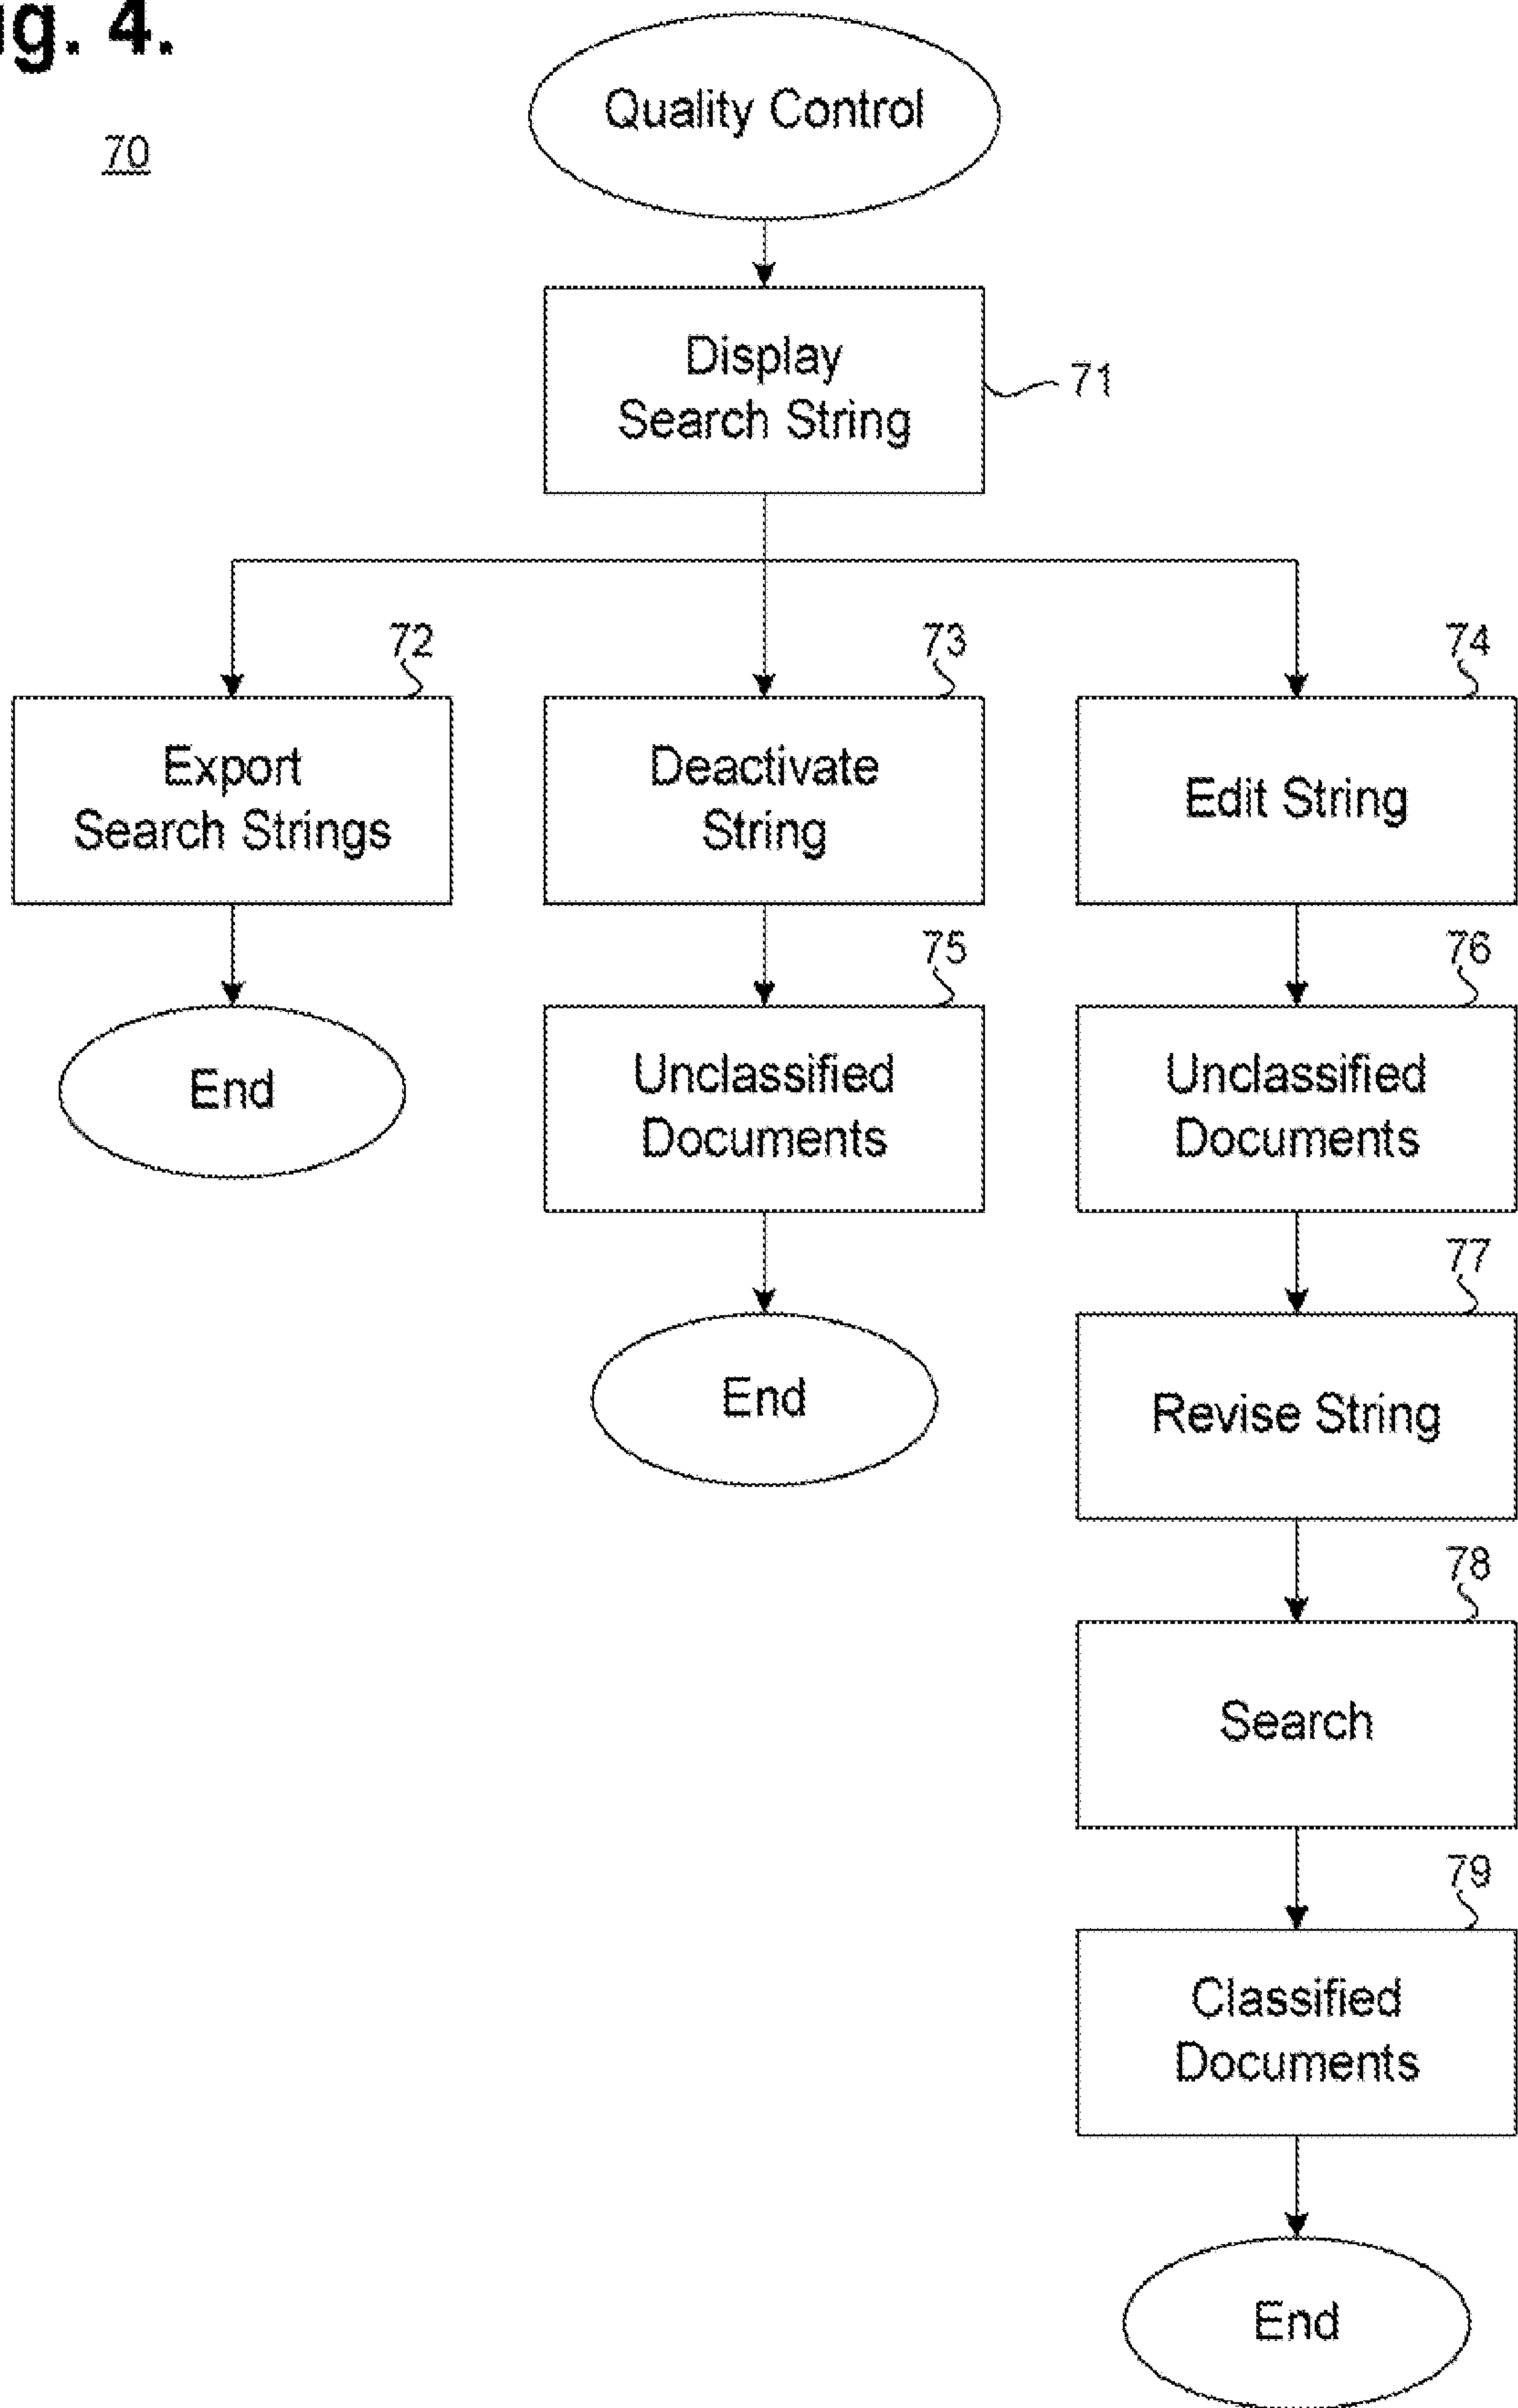 g. 4.
70
Quality Control
Display
Search String
71
72
73
74
Export
Search Strings
Deactivate
String
Edit String
75
76
End
Unclassified
Documents
Unclassified
Documents
77
End
Revise String
78
Search
79
Classified
Documents
End